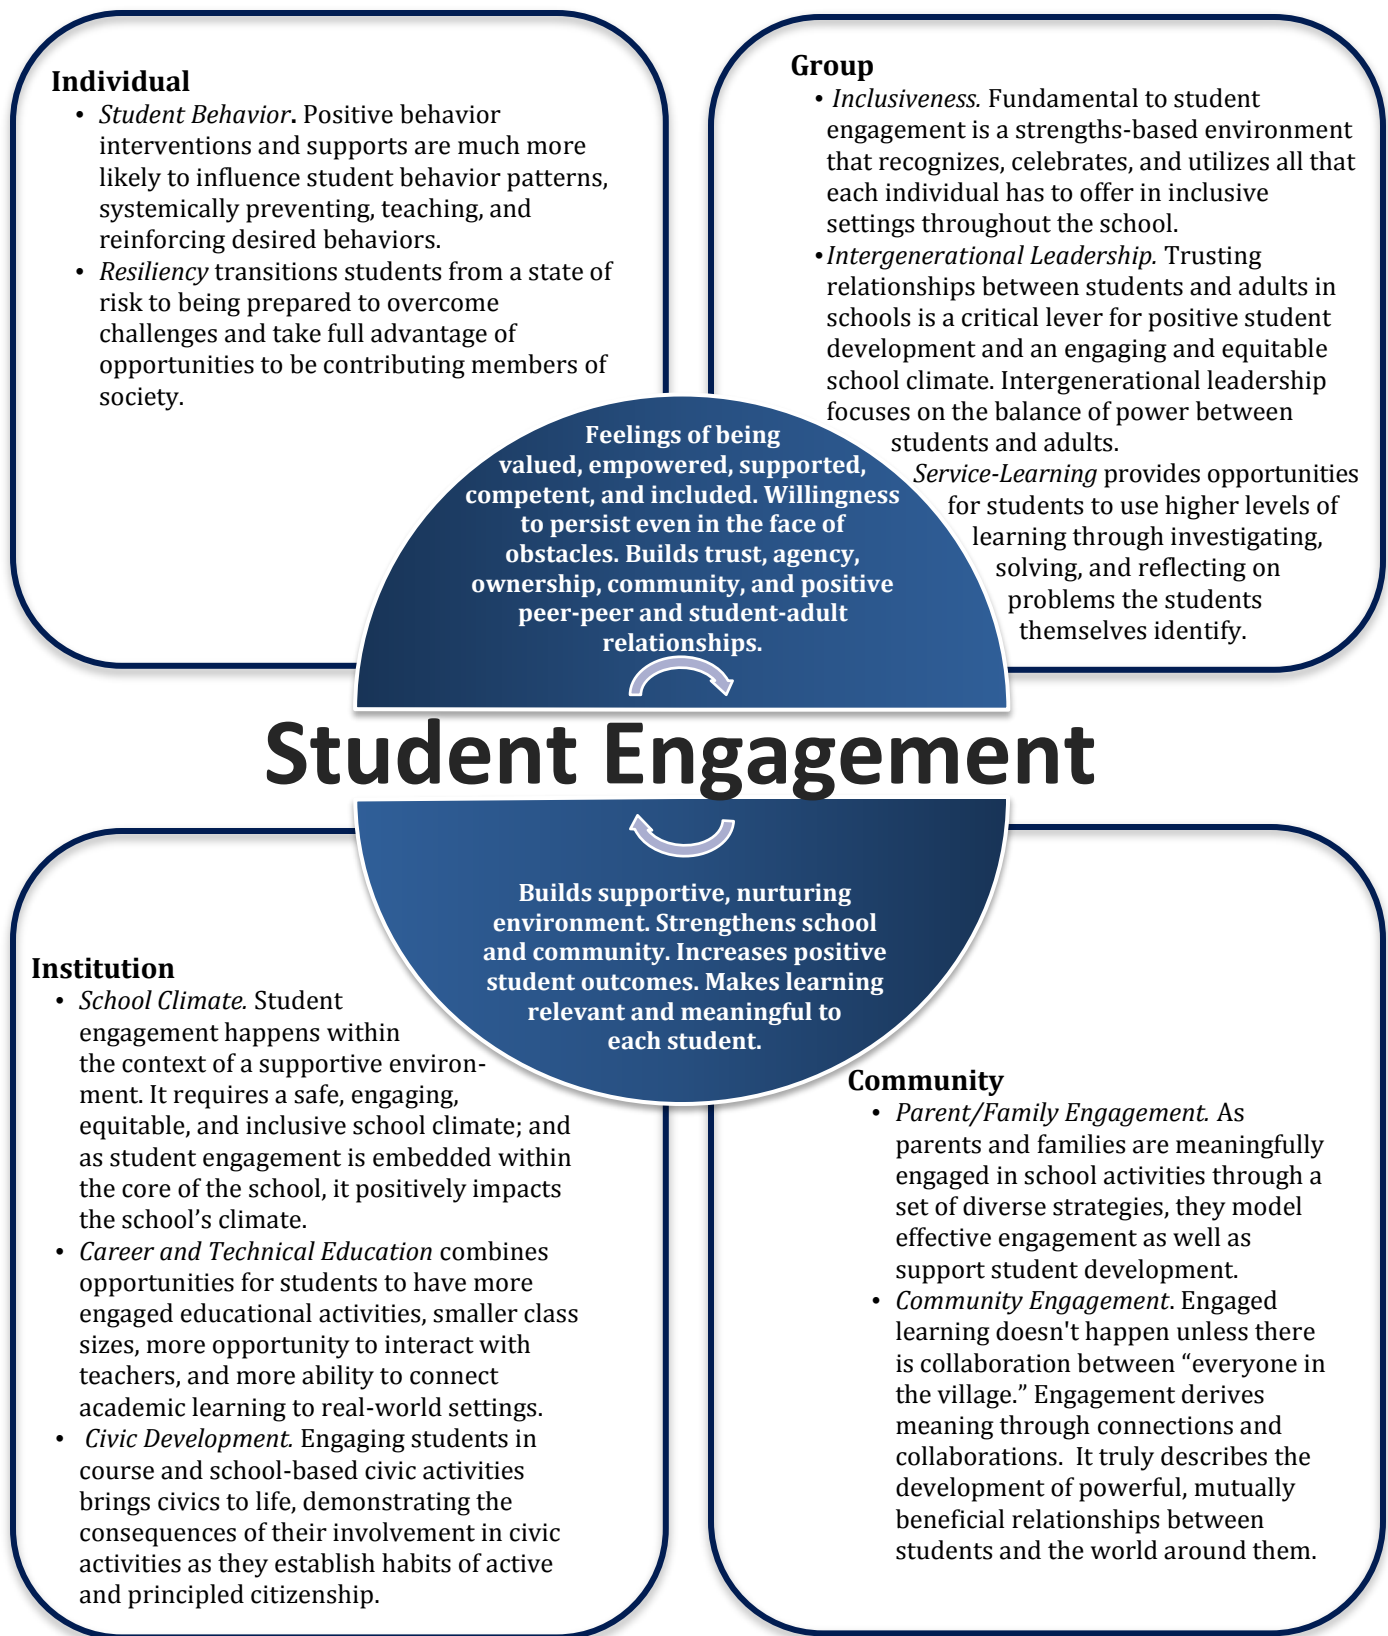 Individual
• Student Behavior. Positive behavior
interventions and supports are much more
likely to influence student behavior patterns,
systemically preventing, teaching, and
reinforcing desired behaviors.
• Resiliency transitions students from a state of
risk to being prepared to overcome
challenges and take full advantage of
opportunities to be contributing members of
society.
Group
• Inclusiveness. Fundamental to student
engagement is a strengths-based environment
that recognizes, celebrates, and utilizes all that
each individual has to offer in inclusive
settings throughout the school.
• Intergenerational Leadership. Trusting
relationships between students and adults in
schools is a critical lever for positive student
development and an engaging and equitable
school climate. Intergenerational leadership
focuses on the balance of power between
students and adults.
Service-Learning provides opportunities
for students to use higher levels of
learning through investigating,
solving, and reflecting on
problems the students
themselves identify.
Feelings of being
valued, empowered, supported,
competent, and included. Willingness
to persist even in the face of
obstacles. Builds trust, agency,
ownership, community, and positive
peer-peer and student-adult
relationships.
Student Engagement
Builds supportive, nurturing
environment. Strengthens school
and community. Increases positive
student outcomes. Makes learning
relevant and meaningful to
each student.
Institution
• School Climate. Student
engagement happens within
the context of a supportive environ-
ment. It requires a safe, engaging,
equitable, and inclusive school climate; and
as student engagement is embedded within
the core of the school, it positively impacts
the school’s climate.
• Career and Technical Education combines
opportunities for students to have more
engaged educational activities, smaller class
sizes, more opportunity to interact with
teachers, and more ability to connect
academic learning to real-world settings.
• Civic Development. Engaging students in
course and school-based civic activities
brings civics to life, demonstrating the
consequences of their involvement in civic
activities as they establish habits of active
and principled citizenship.
Community
• Parent/Family Engagement. As
parents and families are meaningfully
engaged in school activities through a
set of diverse strategies, they model
effective engagement as well as
support student development.
• Community Engagement. Engaged
learning doesn't happen unless there
is collaboration between “everyone in
the village.” Engagement derives
meaning through connections and
collaborations.  It truly describes the
development of powerful, mutually
beneficial relationships between
students and the world around them.